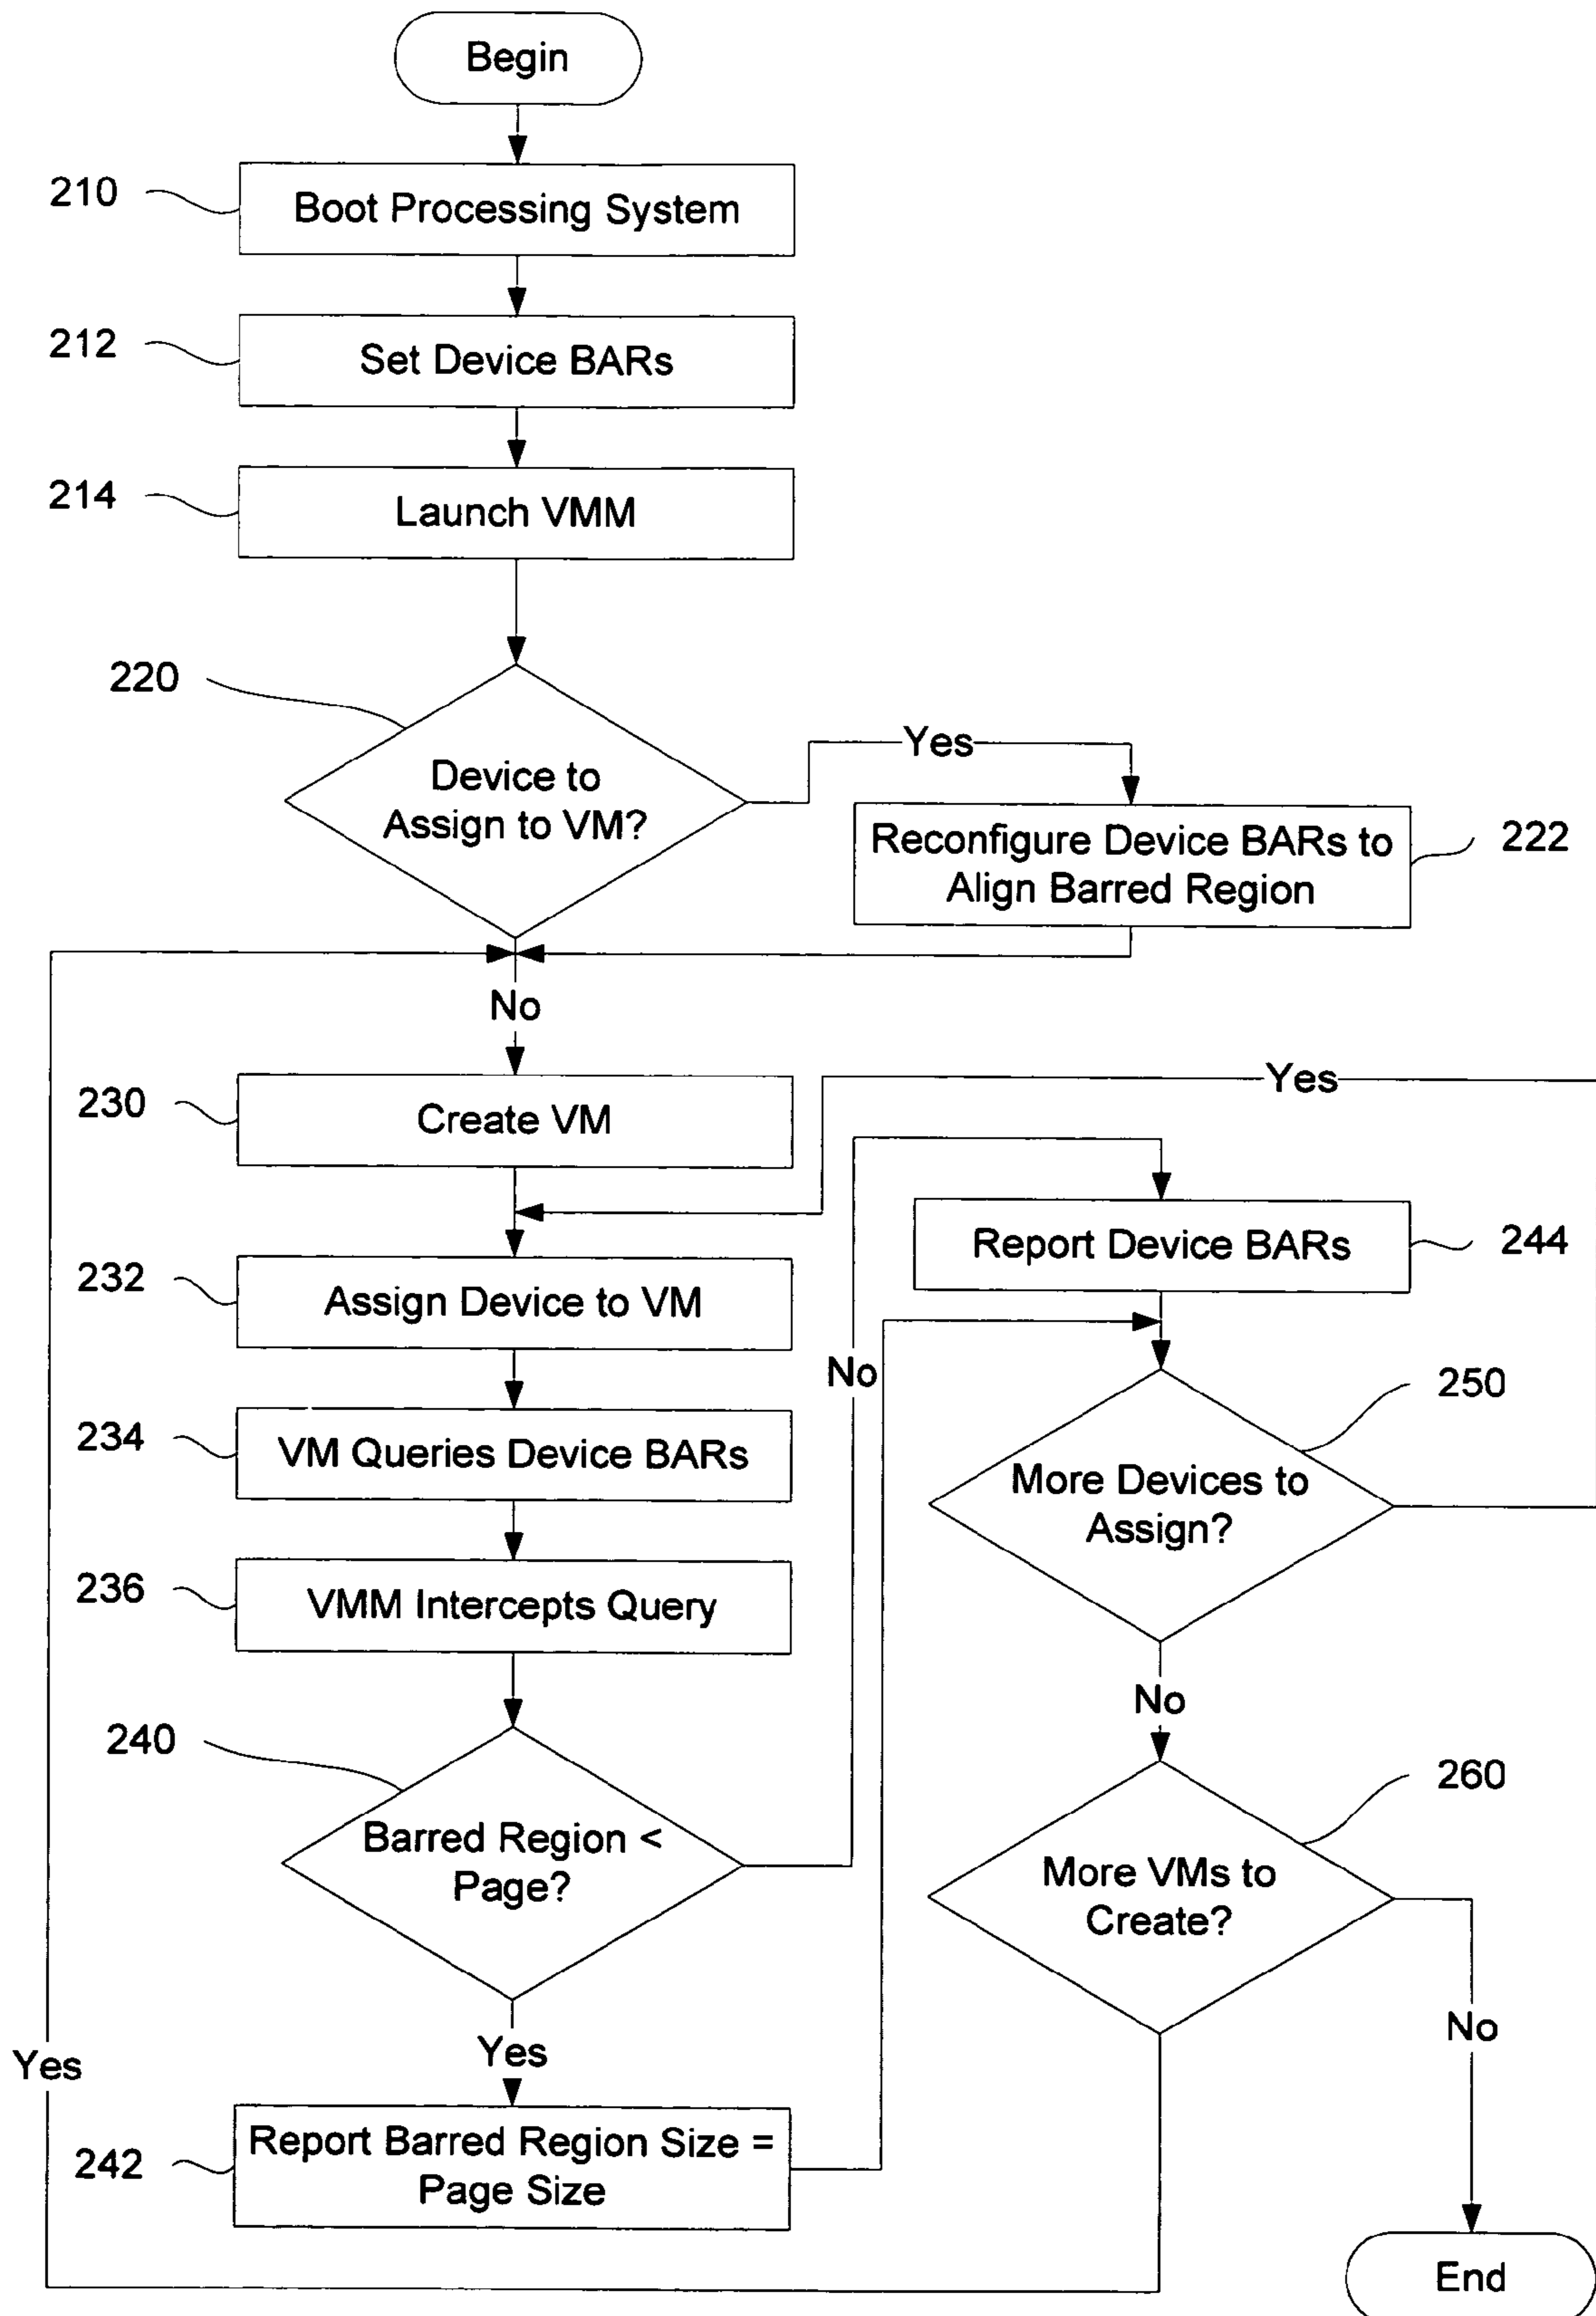 Begin
210
Boot Processing System
212
Set Device BARs
214
Launch VMM
220
Device to
Assign to VM?
Yes
Reconfigure Device BARs to
Align Barred Region
222
No
230
Create VM
Yes
Report Device BARs
244
232
Assign Device to VM
No
250
234
VM Queries Device BARs
More Devices to
Assign?
236
VMM Intercepts Query
No
240
Barred Region <
Page?
260
More VMs to
Create?
No
Yes
Yes
242
Report Barred Region Size =
Page Size
End